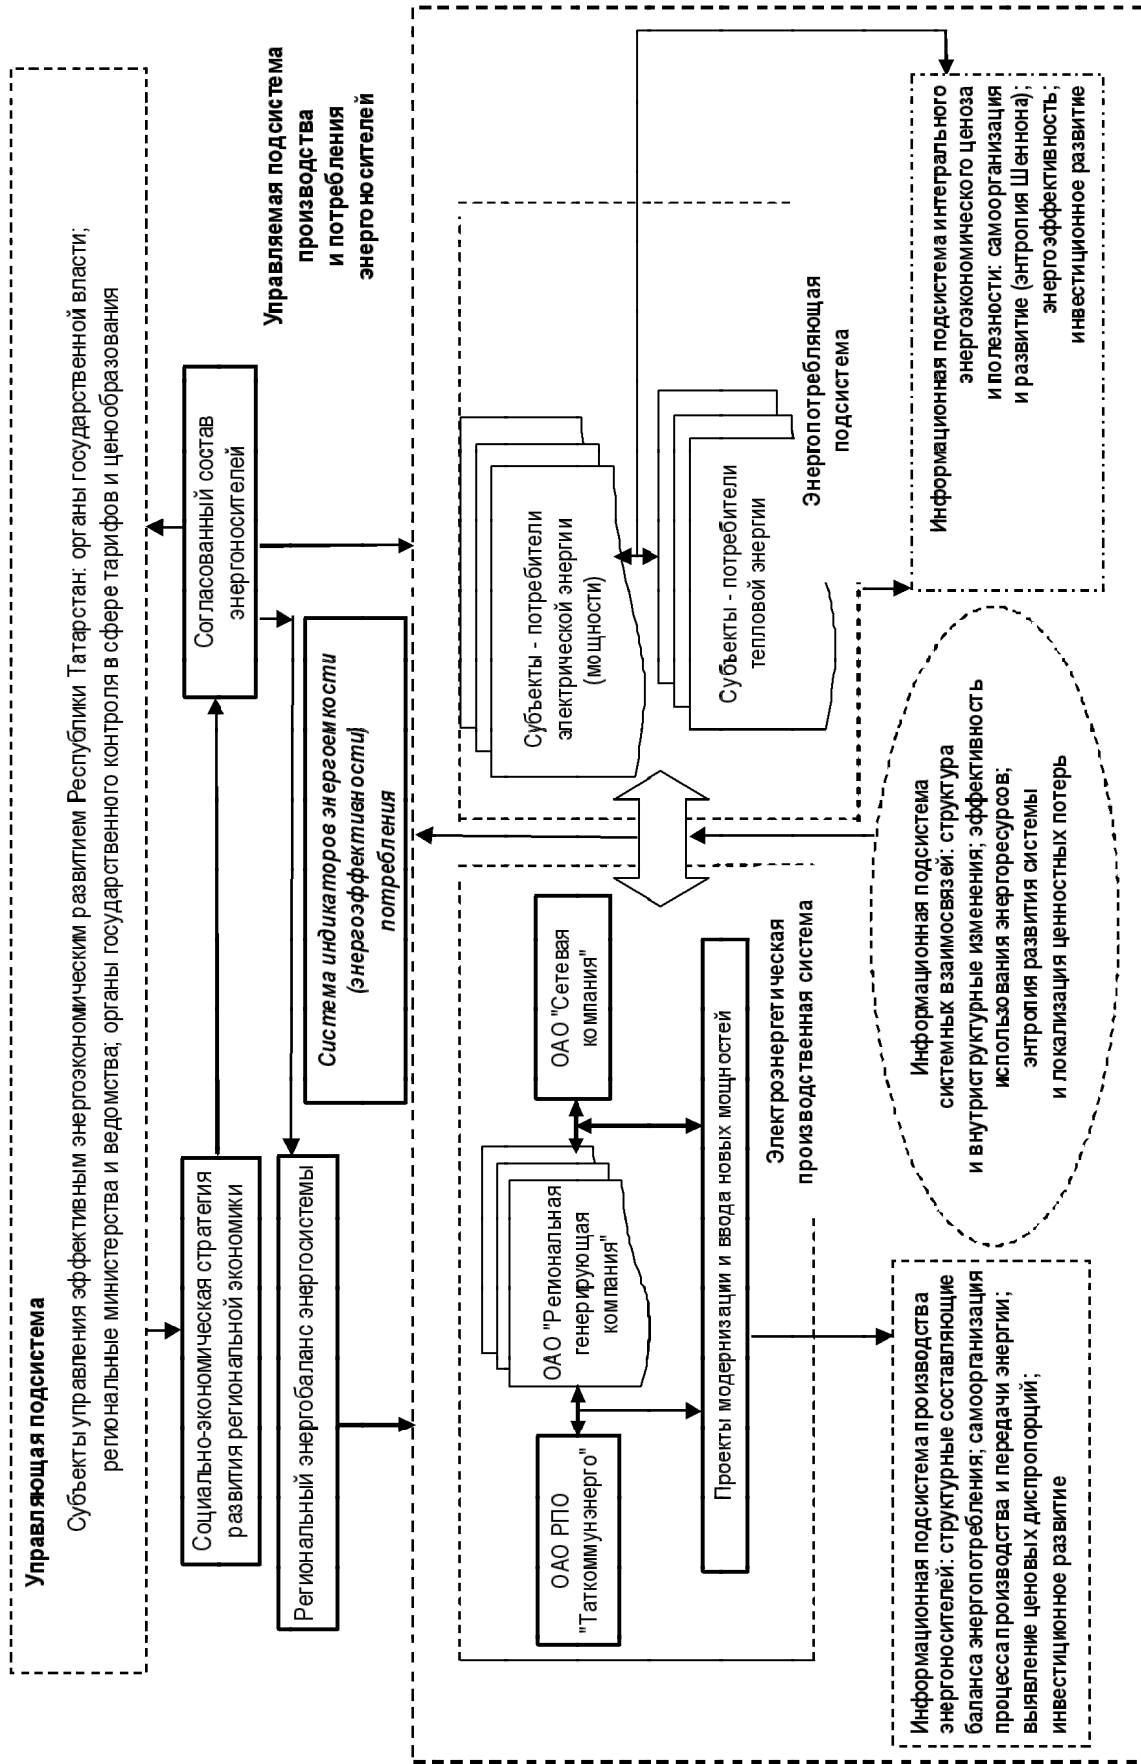 Управляющая подсистема
Субъекты управления эффективным энергоэкономическим развитием Республики Татарстан: органы государственной власти;
региональные министерства и ведомства; органы государственного контроля в сфере тарифов и ценообразования
Социально-экономическая стратегия
развития региональной экономики
Согласованный состав
энергоносителей
Региональный энергобаланс энергосистемы
Система индикаторов энергоемкости
(энергоэффективности)
потребления
Управляемая подсистема
производства
и потребления
энергоносителей
ОАО РПО
"Таткоммунэнерго"
ОАО "Региональная
генерирующая
компания"
ОАО "Сетевая
компания"
Проекты модернизации и ввода новых мощностей
Электроэнергетическая
производственная система
Субъекты - потребители
электрической энергии
(мощности)
Субъекты - потребители
тепловой энергии
Энергопотребляющая
подсистема
Информационная подсистема производства
энергоносителей: структурные составляющие
баланса энергопотребления; самоорганизация
процесса производства и передачи энергии;
выявление ценовых диспропорций;
инвестиционное развитие
Информационная подсистема
системных взаимосвязей: структура
и внутриструктурные изменения; эффективность
использования энергоресурсов;
энтропия развития системы
и локализация ценностных потерь
Информационная подсистема интегрального
энергоэкономического ценоза
и полезности: самоорганизация
и развитие (энтропия Шеннона);
энергоэффективность;
инвестиционное развитие